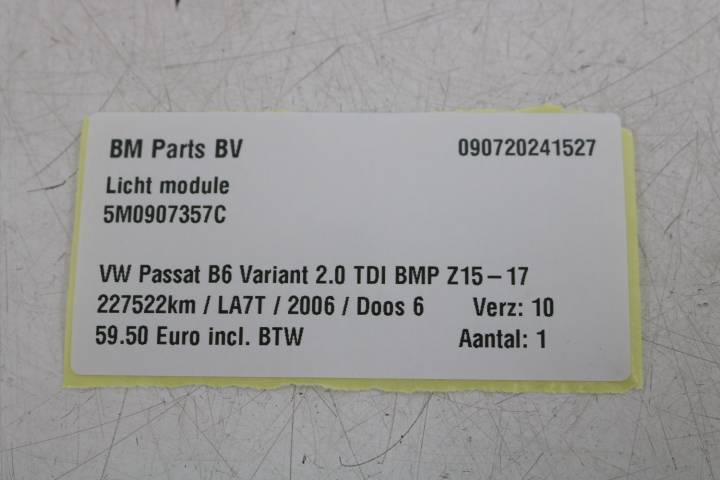 BM Parts BV 090720241527
Licht module
5M0907357C
VW Passat B6 Variant 2.0 TDI BMP Z15-17
227522km / LA7T / 2006 / Doos 6 Verz: 10
59.50 Euro incl. BTW Aantal: 1